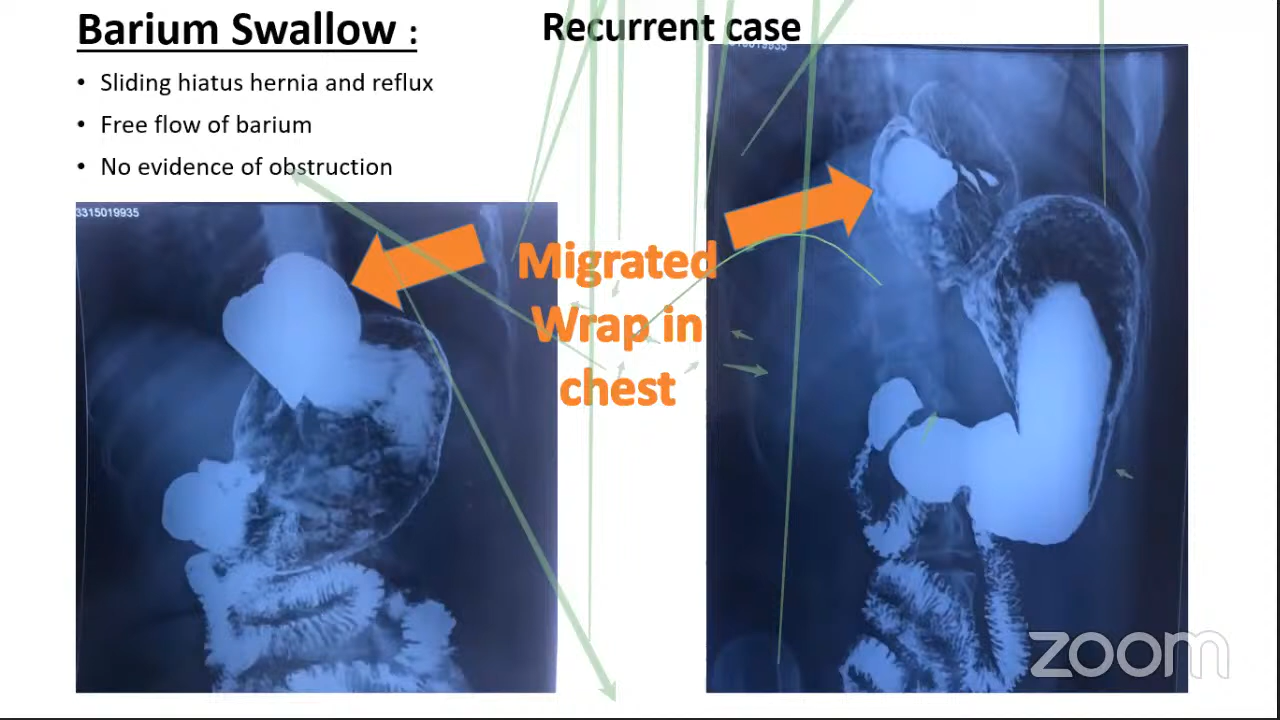 Barium Swallow :
Recurrent case
• Sliding hiatus hernia and reflux
• Free flow of barium
• No evidence of obstruction
3315019935
Migrated
Wrap in
chest
zoom